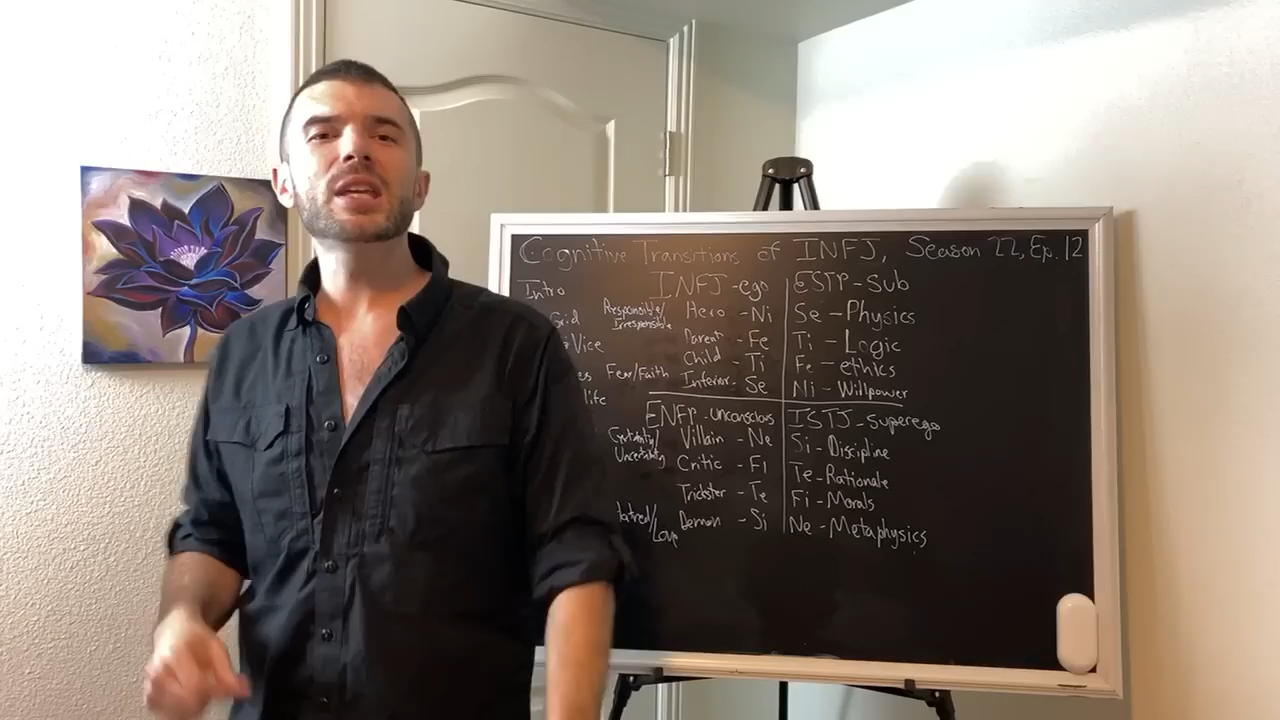 Cognitive Transitions of INFJ, Season 22, Ep. 12
Intro
Grid
Vice
Fear/Faith
life
INFJ-ego
Responsible/
Irresponsible
Hero - Ni
Parent - Fe
Child - Ti
Inferior - Se
ESTP-Sub
Se - Physics
Ti - Logic
Fe - ethics
Ni - Willpower
ENFP-unconscious
Certainty/
Uncertainty
Villain - Ne
Critic - Fi
Trickster - Te
Demon - Si
ISTJ-Superego
Si - Discipline
Te - Rationale
Fi - Morals
Ne - Metaphysics